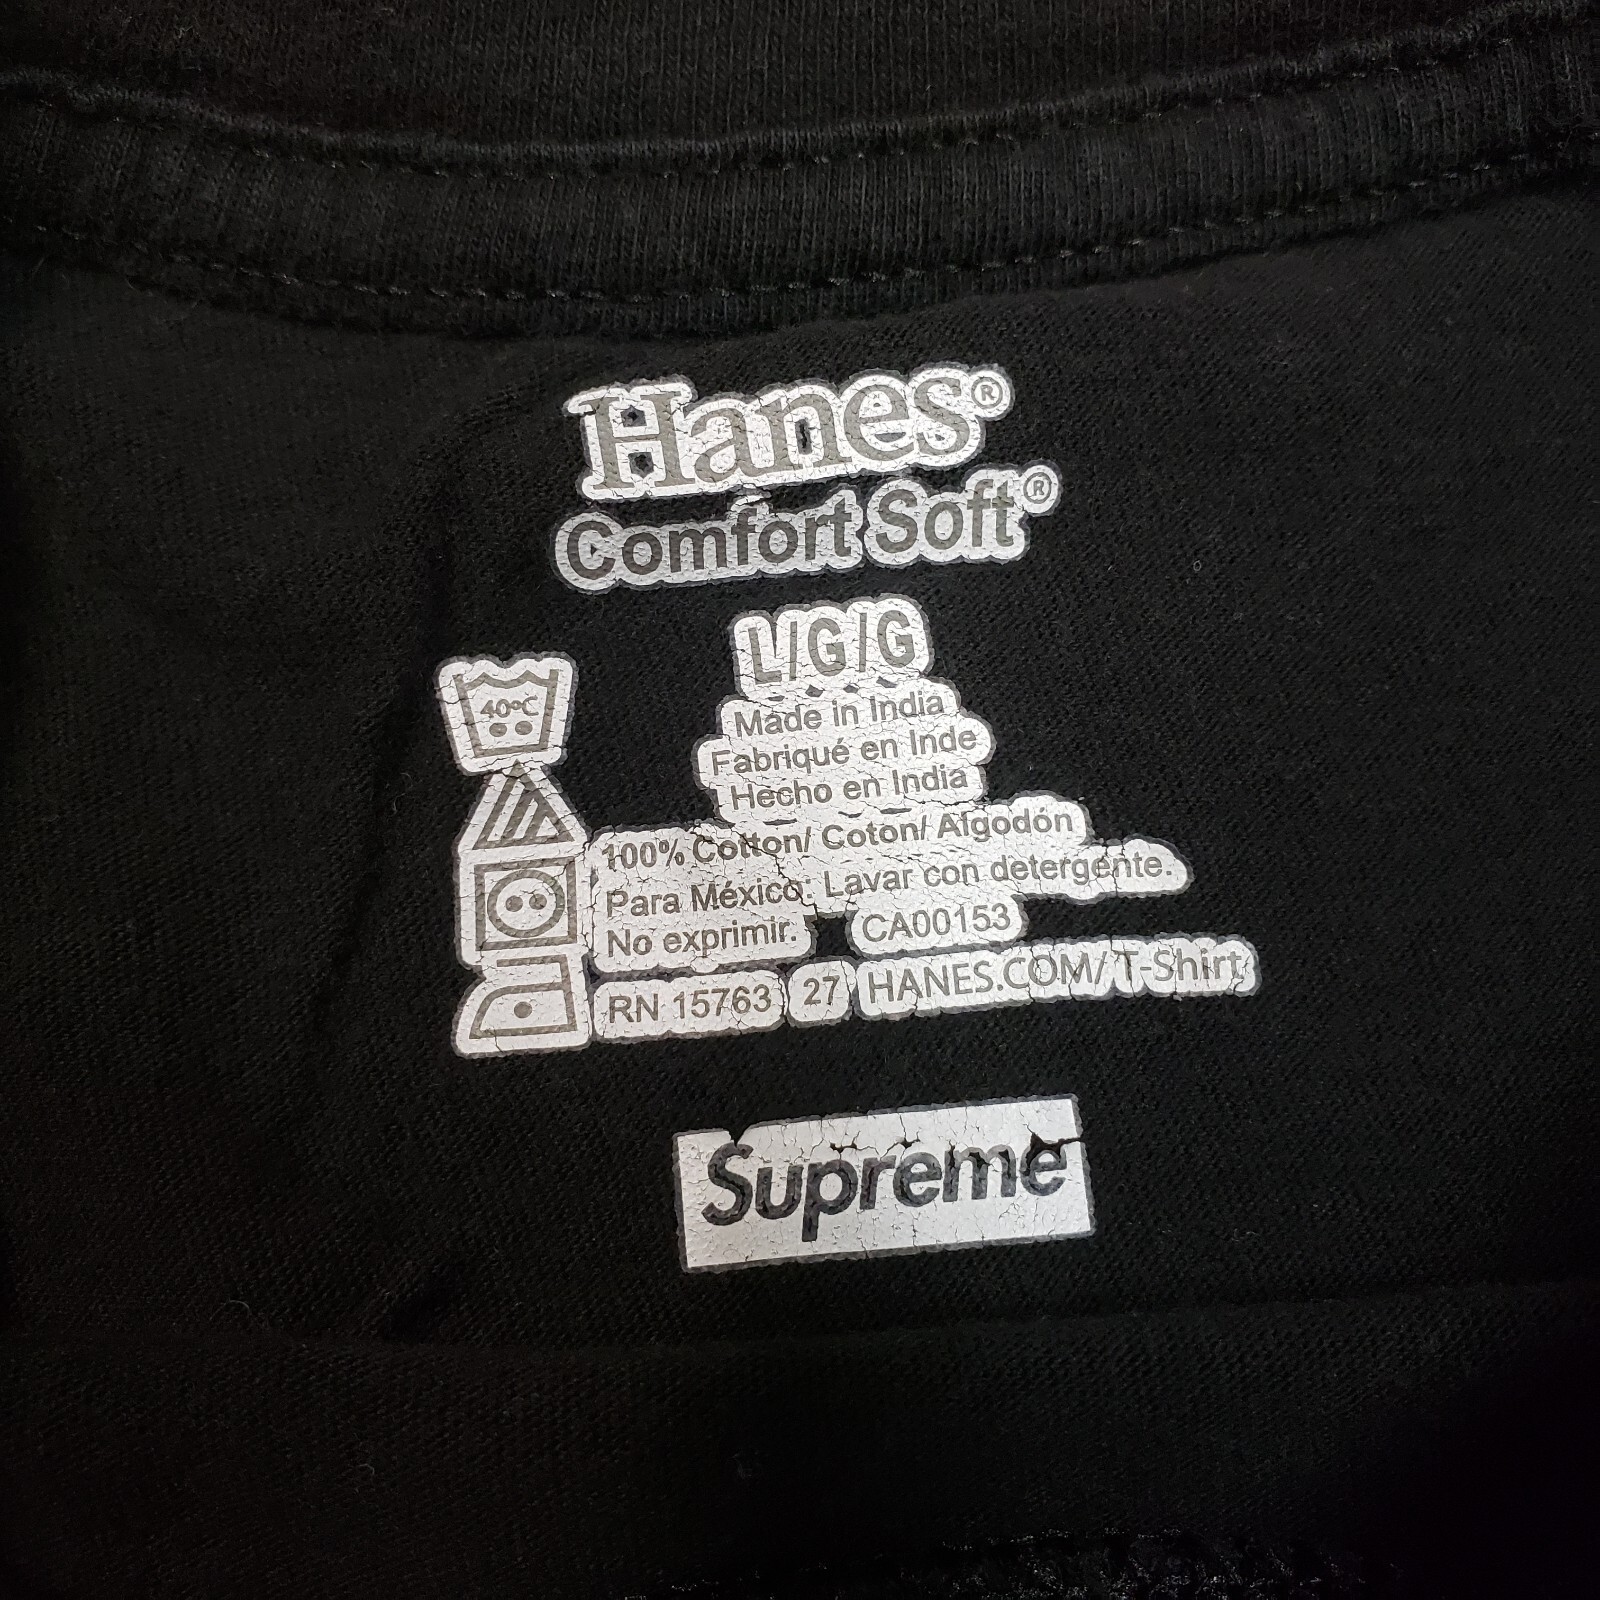 Hanes®
Comfort Soft®
L/G/G
Made in India
Fabriqué en Inde
Hecho en India
40°C
100% Cotton/ Coton/ Algodón
Para México: Lavar con detergente.
No exprimir. CA00153
RN 15763 27 HANES.COM/T-Shirt
Supreme